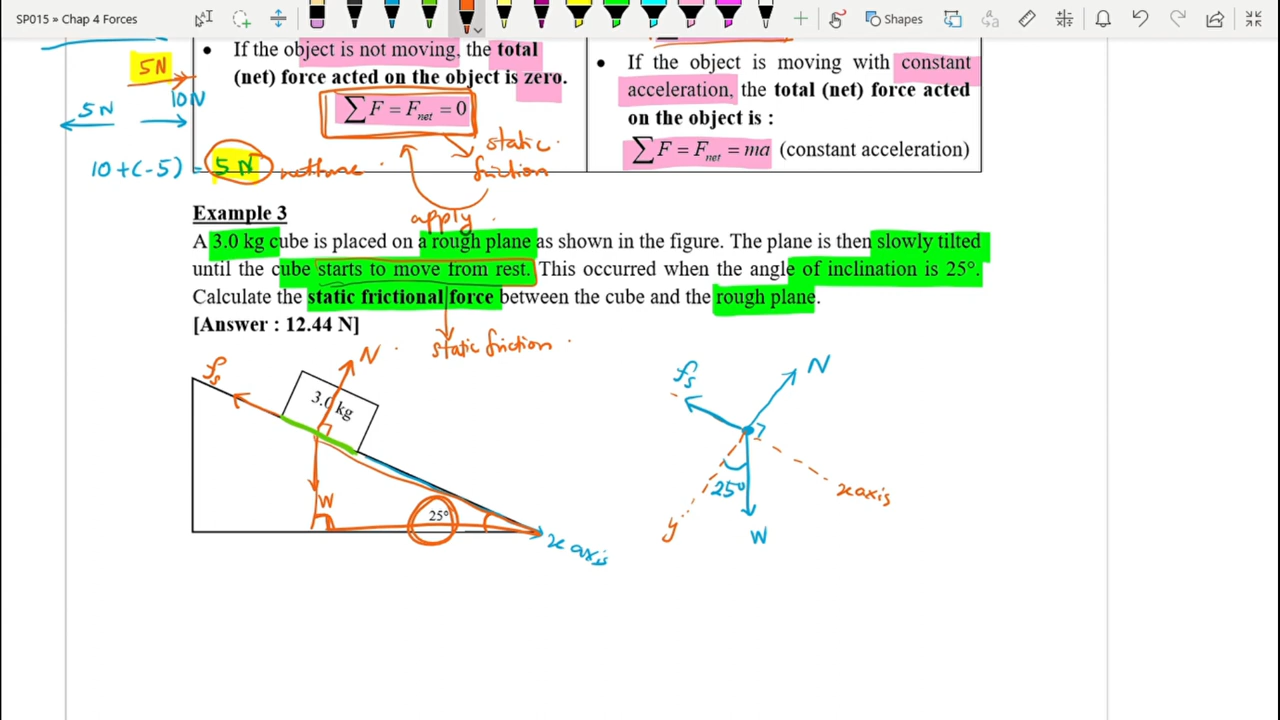 SP015 » Chap 4 Forces
Shapes
• If the object is not moving, the total
(net) force acted on the object is zero.
∑F = Fnet = 0
5N
10N
5N
10 + (-5) = 5 N net force.
static
friction
apply.
• If the object is moving with constant
acceleration, the total (net) force acted
on the object is :
∑F = Fnet = ma (constant acceleration)
Example 3
A 3.0 kg cube is placed on a rough plane as shown in the figure. The plane is then slowly tilted
until the cube starts to move from rest. This occurred when the angle of inclination is 25°.
Calculate the static frictional force between the cube and the rough plane.
[Answer : 12.44 N]
static friction.
fs
N
3.0 kg
W
25°
x axis
fs
N
25°
x axis
y
W